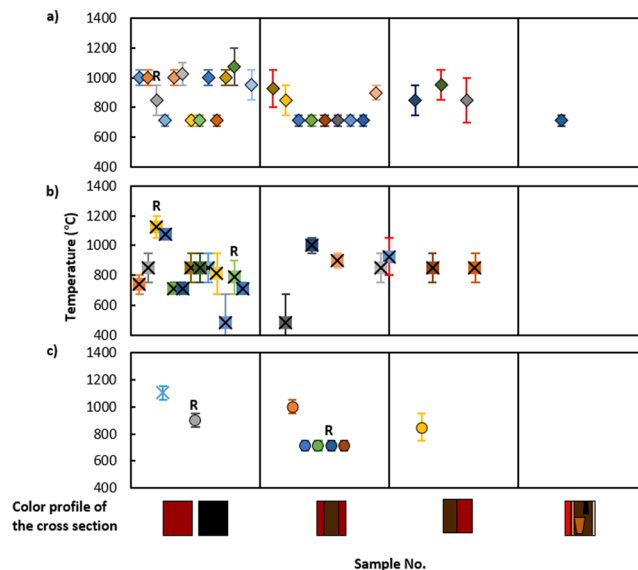 a)
1400
1200
1000
800
600
400
R
b)
1400
1200
1000
800
600
400
R
R
Temperature (°C)
c)
1400
1200
1000
800
600
400
R
R
Color profile of
the cross section
Sample No.